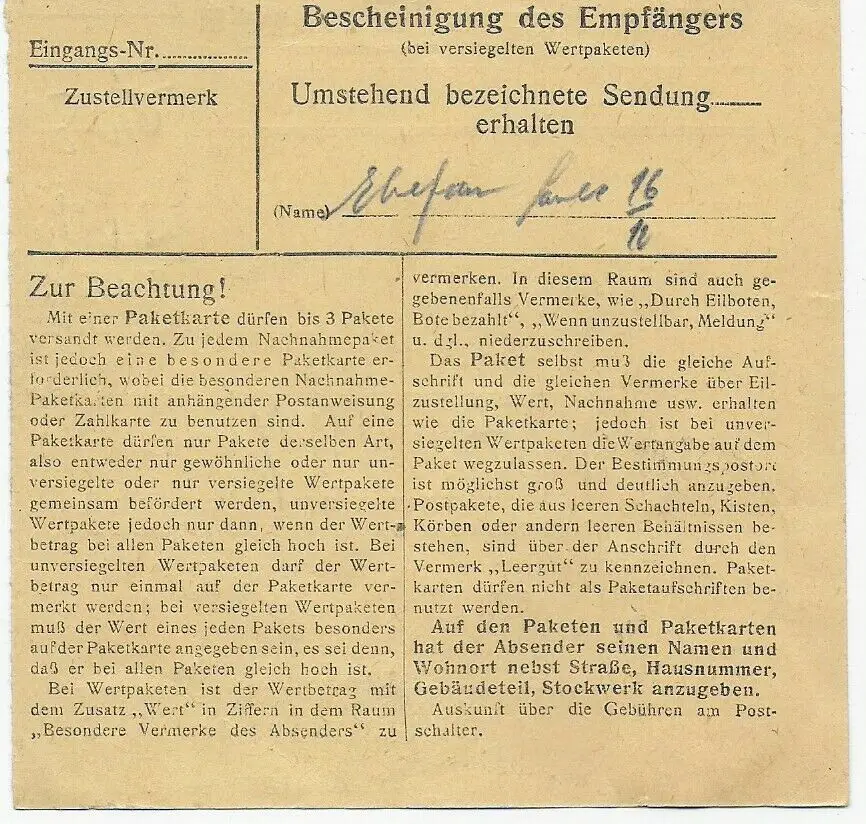 Eingangs-Nr.
Zustellvermerk
Bescheinigung des Empfängers
(bei versiegelten Wertpaketen)
Umstehend bezeichnete Sendung
erhalten
(Name) 16
Zur Beachtung!
Mit einer Paketkarte dürfen bis 3 Pakete
versandt werden. Zu jedem Nachnahmepaket
ist jedoch eine besondere Paketkarte er-
forderlich, wobei die besonderen Nachnahme-
Paketkarten mit anhängender Postanweisung
oder Zahlkarte zu benutzen sind. Auf eine
Paketkarte dürfen nur Pakete derselben Art,
also entweder nur gewöhnliche oder nur un-
versiegelte oder nur versiegelte Wertpakete
gemeinsam befördert werden, unversiegelte
Wertpakete jedoch nur dann, wenn der Wert-
betrag bei allen Paketen gleich hoch ist. Bei
unversiegelten Wertpaketen darf der Wert-
betrag nur einmal auf der Paketkarte ver-
merkt werden; bei versiegelten Wertpaketen
muß der Wert eines jeden Pakets besonders
auf der Paketkarte angegeben sein, es sei denn,
daß er bei allen Paketen gleich hoch ist.
Bei Wertpaketen ist der Wertbetrag mit
dem Zusatz „Wert“ in Ziffern in dem Raum
„Besondere Vermerke des Absenders“ zu
vermerken. In diesem Raum sind auch ge-
gebenenfalls Vermerke, wie „Durch Eilboten,
Bote bezahlt“, „Wenn unzustellbar, Meldung“
u. dgl., niederzuschreiben.
Das Paket selbst muß die gleiche Auf-
schrift und die gleichen Vermerke über Eil-
zustellung, Wert, Nachnahme usw. erhalten
wie die Paketkarte; jedoch ist bei unver-
siegelten Wertpaketen die Wertangabe auf dem
Paket wegzulassen. Der Bestimmungspostort
ist möglichst groß und deutlich anzugeben.
Postpakete, die aus leeren Schachteln, Kisten,
Körben oder andern leeren Behältnissen be-
stehen, sind über der Anschrift durch den
Vermerk „Leergut“ zu kennzeichnen. Paket-
karten dürfen nicht als Paketaufschriften be-
nutzt werden.
Auf den Paketen und Paketkarten
hat der Absender seinen Namen und
Wohnort nebst Straße, Hausnummer,
Gebäudeteil, Stockwerk anzugeben.
Auskunft über die Gebühren am Post-
schalter.